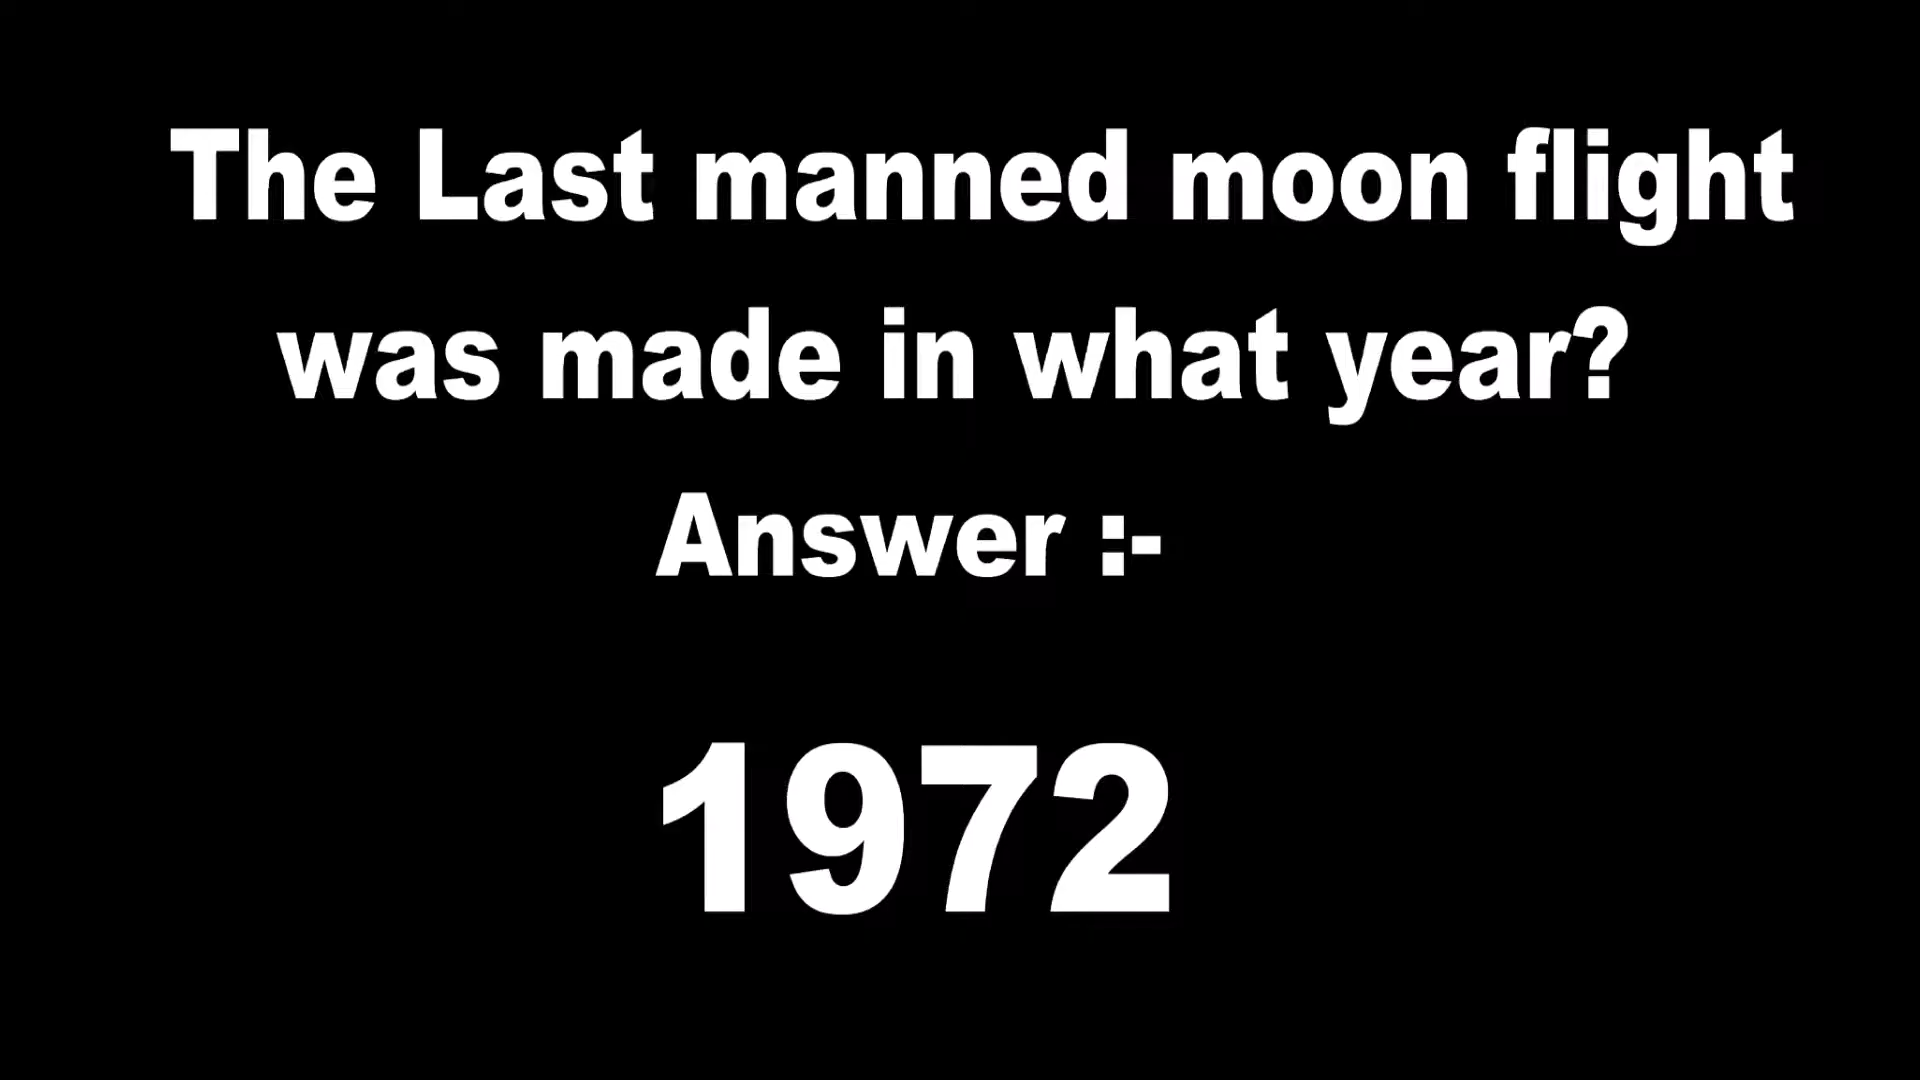 The Last manned moon flight
was made in what year?
Answer :-
1972